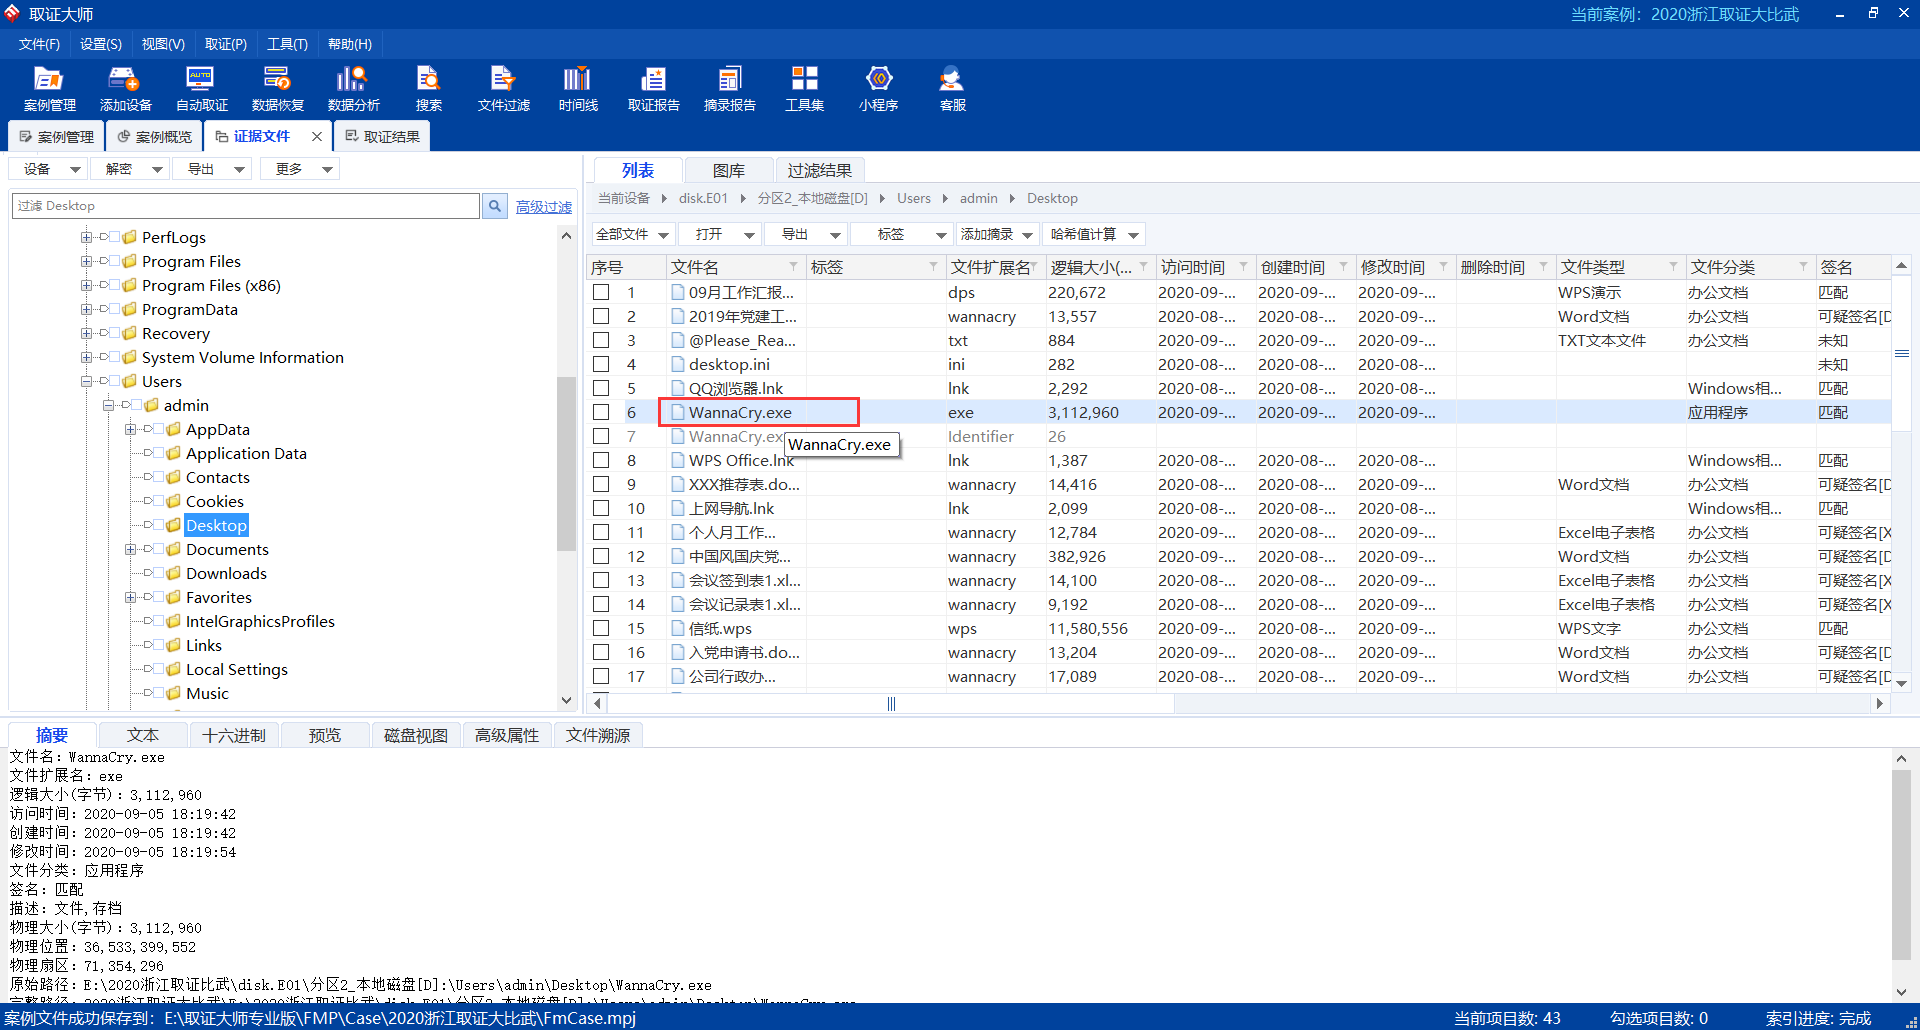 取证大师
当前案例：2020浙江取证大比武
文件(F) 设置(S) 视图(V) 取证(P) 工具(T) 帮助(H)
案例管理 添加设备 自动取证 数据恢复 数据分析 搜索 文件过滤 时间线 取证报告 摘录报告 工具集 小程序 客服
案例管理 案例概览 证据文件 取证结果
设备 解密 导出 更多
过滤 Desktop 高级过滤
PerfLogs
Program Files
Program Files (x86)
ProgramData
Recovery
System Volume Information
Users
admin
AppData
Application Data
Contacts
Cookies
Desktop
Documents
Downloads
Favorites
IntelGraphicsProfiles
Links
Local Settings
Music
列表 图库 过滤结果
当前设备 disk.E01 分区2_本地磁盘[D] Users admin Desktop
全部文件 打开 导出 标签 添加摘录 哈希值计算
序号 文件名 标签 文件扩展名 逻辑大小(... 访问时间 创建时间 修改时间 删除时间 文件类型 文件分类 签名
1 09月工作汇报... dps 220,672 2020-09-... 2020-09-... 2020-09-... WPS演示 办公文档 匹配
2 2019年党建工... wannacry 13,557 2020-08-... 2020-08-... 2020-09-... Word文档 办公文档 可疑签名[D
3 @Please_Rea... txt 884 2020-09-... 2020-09-... 2020-09-... TXT文本文件 办公文档 未知
4 desktop.ini ini 282 2020-08-... 2020-08-... 2020-08-... 未知
5 QQ浏览器.lnk lnk 2,292 2020-09-... 2020-08-... 2020-09-... Windows相... 匹配
6 WannaCry.exe exe 3,112,960 2020-09-... 2020-09-... 2020-09-... 应用程序 匹配
7 WannaCry.ex Identifier 26
WannaCry.exe
8 WPS Office.lnk lnk 1,387 2020-08-... 2020-08-... 2020-08-... Windows相... 匹配
9 XXX推荐表.do... wannacry 14,416 2020-08-... 2020-08-... 2020-09-... Word文档 办公文档 可疑签名[D
10 上网导航.lnk lnk 2,099 2020-08-... 2020-08-... 2020-08-... Windows相... 匹配
11 个人月工作... wannacry 12,784 2020-08-... 2020-08-... 2020-09-... Excel电子表格 办公文档 可疑签名[X
12 中国风国庆党... wannacry 382,926 2020-08-... 2020-08-... 2020-09-... Word文档 办公文档 可疑签名[D
13 会议签到表1.xl... wannacry 14,100 2020-08-... 2020-08-... 2020-09-... Excel电子表格 办公文档 可疑签名[X
14 会议记录表1.xl... wannacry 9,192 2020-08-... 2020-08-... 2020-09-... Excel电子表格 办公文档 可疑签名[X
15 信纸.wps wps 11,580,556 2020-09-... 2020-08-... 2020-09-... WPS文字 办公文档 匹配
16 入党申请书.do... wannacry 13,204 2020-08-... 2020-08-... 2020-09-... Word文档 办公文档 可疑签名[D
17 公司行政办... wannacry 17,089 2020-08-... 2020-08-... 2020-09-... Word文档 办公文档 可疑签名[D
摘要 文本 十六进制 预览 磁盘视图 高级属性 文件溯源
文件名: WannaCry.exe
文件扩展名: exe
逻辑大小(字节): 3,112,960
访问时间: 2020-09-05 18:19:42
创建时间: 2020-09-05 18:19:42
修改时间: 2020-09-05 18:19:54
文件分类: 应用程序
签名: 匹配
描述: 文件,存档
物理大小(字节): 3,112,960
物理位置: 36,533,399,552
物理扇区: 71,354,296
原始路径: E:\2020浙江取证比武\disk.E01\分区2_本地磁盘[D]:\Users\admin\Desktop\WannaCry.exe
完整路径: 2020浙江取证大比武\E:\2020浙江取证比武\disk.E01\分区2_本地磁盘[D]:\Users\admin\Desktop\WannaCry.exe
案例文件成功保存到：E:\取证大师专业版\FMP\Case\2020浙江取证大比武\FmCase.mpj
当前项目数: 43 勾选项目数: 0 索引进度: 完成